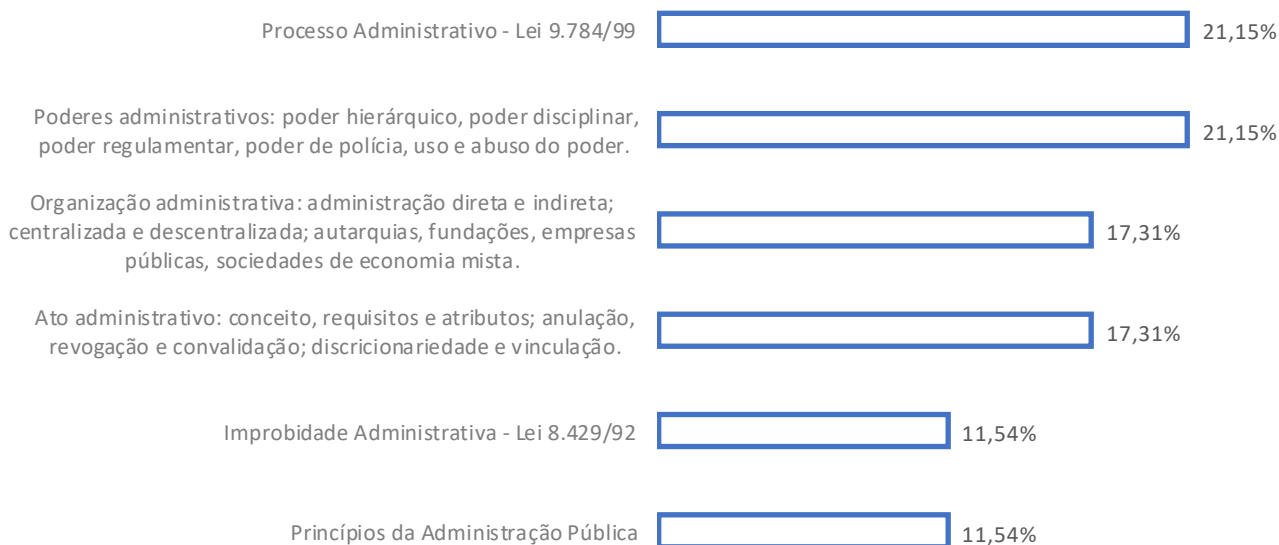 Processo Administrativo - Lei 9.784/99
21,15%
Poderes administrativos: poder hierárquico, poder disciplinar,
poder regulamentar, poder de polícia, uso e abuso do poder.
21,15%
Organização administrativa: administração direta e indireta;
centralizada e descentralizada; autarquias, fundações, empresas
públicas, sociedades de economia mista.
17,31%
Ato administrativo: conceito, requisitos e atributos; anulação,
revogação e convalidação; discricionariedade e vinculação.
17,31%
Improbidade Administrativa - Lei 8.429/92
11,54%
Princípios da Administração Pública
11,54%